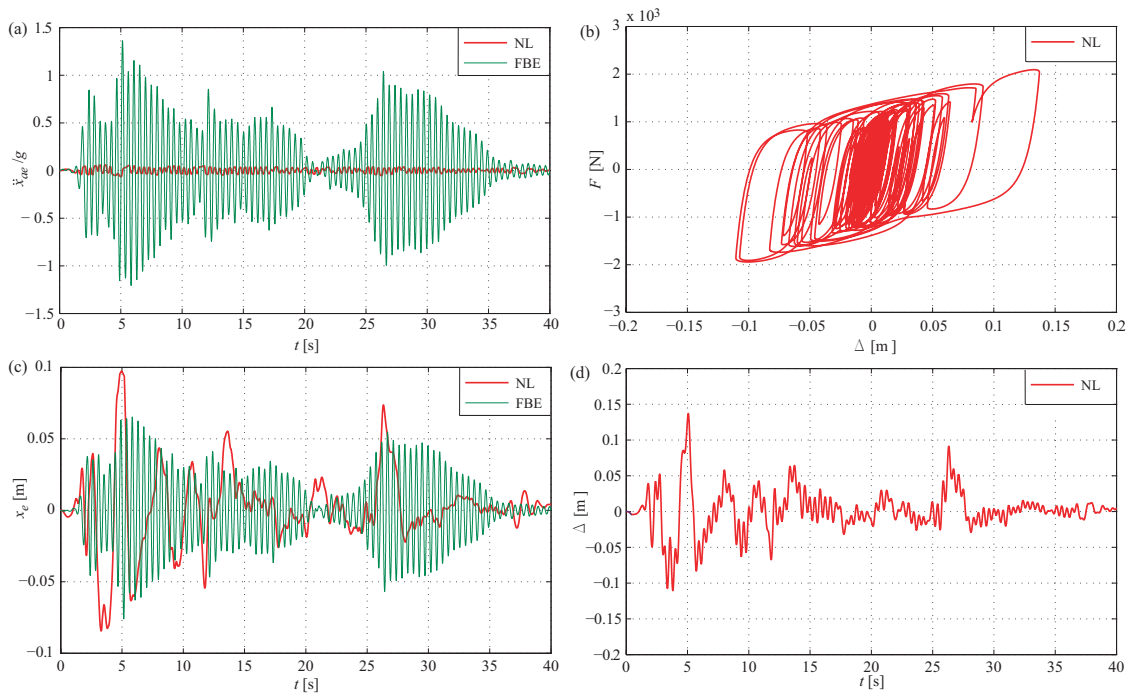 (a)
ẍae/g
1.5
1
0.5
0
−0.5
−1
−1.5
0 5 10 15 20 25 30 35 40
t [s]
NL
FBE
(b)
x 10³
F [N]
3
2
1
0
−1
−2
−3
−0.2 −0.15 −0.1 −0.05 0 0.05 0.1 0.15 0.2
Δ [m]
NL
(c)
xe [m]
0.1
0.05
0
−0.05
−0.1
0 5 10 15 20 25 30 35 40
t [s]
NL
FBE
(d)
Δ [m]
0.2
0.15
0.1
0.05
0
−0.05
−0.1
−0.15
−0.2
0 5 10 15 20 25 30 35 40
t [s]
NL